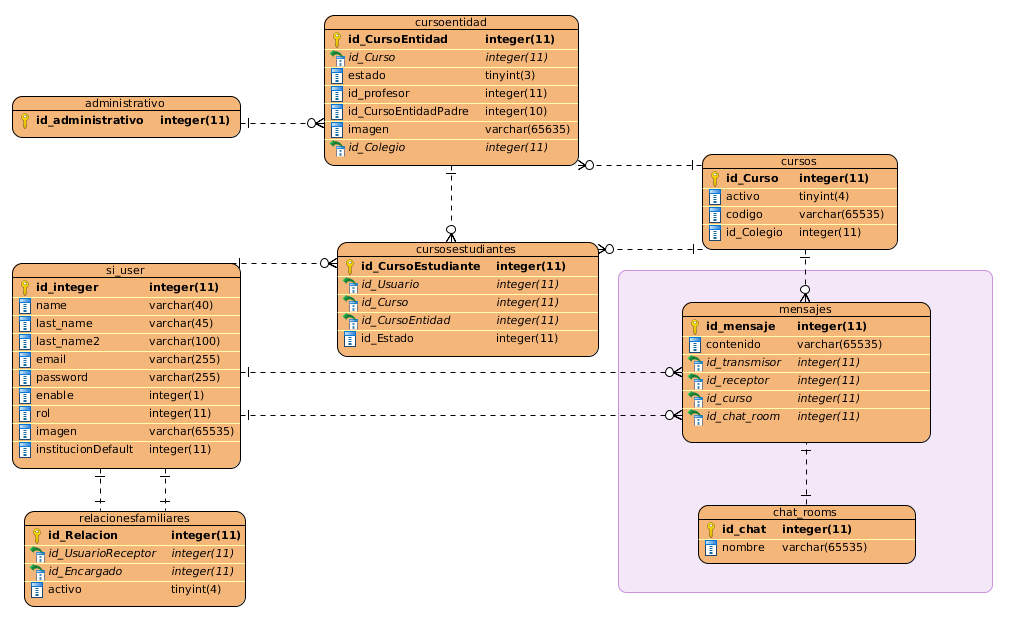 cursoentidad
id_CursoEntidad integer(11)
id_Curso integer(11)
estado tinyint(3)
id_profesor integer(11)
id_CursoEntidadPadre integer(10)
imagen varchar(65635)
id_Colegio integer(11)
administrativo
id_administrativo integer(11)
cursos
id_Curso integer(11)
activo tinyint(4)
codigo varchar(65535)
id_Colegio integer(11)
cursosestudiantes
id_CursoEstudiante integer(11)
id_Usuario integer(11)
id_Curso integer(11)
id_CursoEntidad integer(11)
id_Estado integer(11)
si_user
id_integer integer(11)
name varchar(40)
last_name varchar(45)
last_name2 varchar(100)
email varchar(255)
password varchar(255)
enable integer(1)
rol integer(11)
imagen varchar(65535)
institucionDefault integer(11)
mensajes
id_mensaje integer(11)
contenido varchar(65535)
id_transmisor integer(11)
id_receptor integer(11)
id_curso integer(11)
id_chat_room integer(11)
relacionesfamiliares
id_Relacion integer(11)
id_UsuarioReceptor integer(11)
id_Encargado integer(11)
activo tinyint(4)
chat_rooms
id_chat integer(11)
nombre varchar(65535)